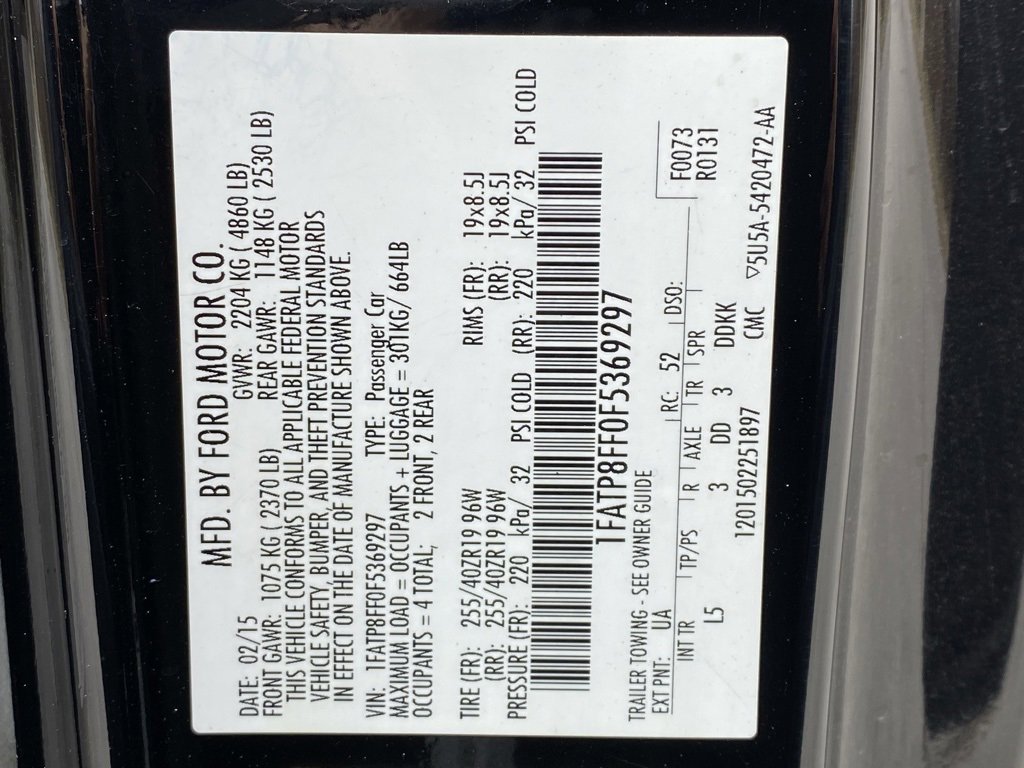 MFD. BY FORD MOTOR CO.
DATE: 02/15 GVWR: 2204 KG ( 4860 LB)
FRONT GAWR: 1075 KG ( 2370 LB) REAR GAWR: 1148 KG ( 2530 LB)
THIS VEHICLE CONFORMS TO ALL APPLICABLE FEDERAL MOTOR
VEHICLE SAFETY, BUMPER, AND THEFT PREVENTION STANDARDS
IN EFFECT ON THE DATE OF MANUFACTURE SHOWN ABOVE.
VIN: 1FATP8FF0F5369297 TYPE: Passenger Car
MAXIMUM LOAD = OCCUPANTS + LUGGAGE = 301KG/ 664LB
OCCUPANTS = 4 TOTAL; 2 FRONT, 2 REAR
TIRE (FR): 255/40ZR19 96W RIMS (FR): 19x8.5J
(RR): 255/40ZR19 96W (RR): 19x8.5J
PRESSURE (FR): 220 kPa/ 32 PSI COLD (RR): 220 kPa/ 32 PSI COLD
1FATP8FF0F5369297
TRAILER TOWING - SEE OWNER GUIDE
EXT PNT: UA RC: 52 DSO:
F0073
R0131
INT TR TP/PS R AXLE TR SPR
L5 3 DD 3 DDKK
1201502251897 CMC ▽5U5A-5420472-AA